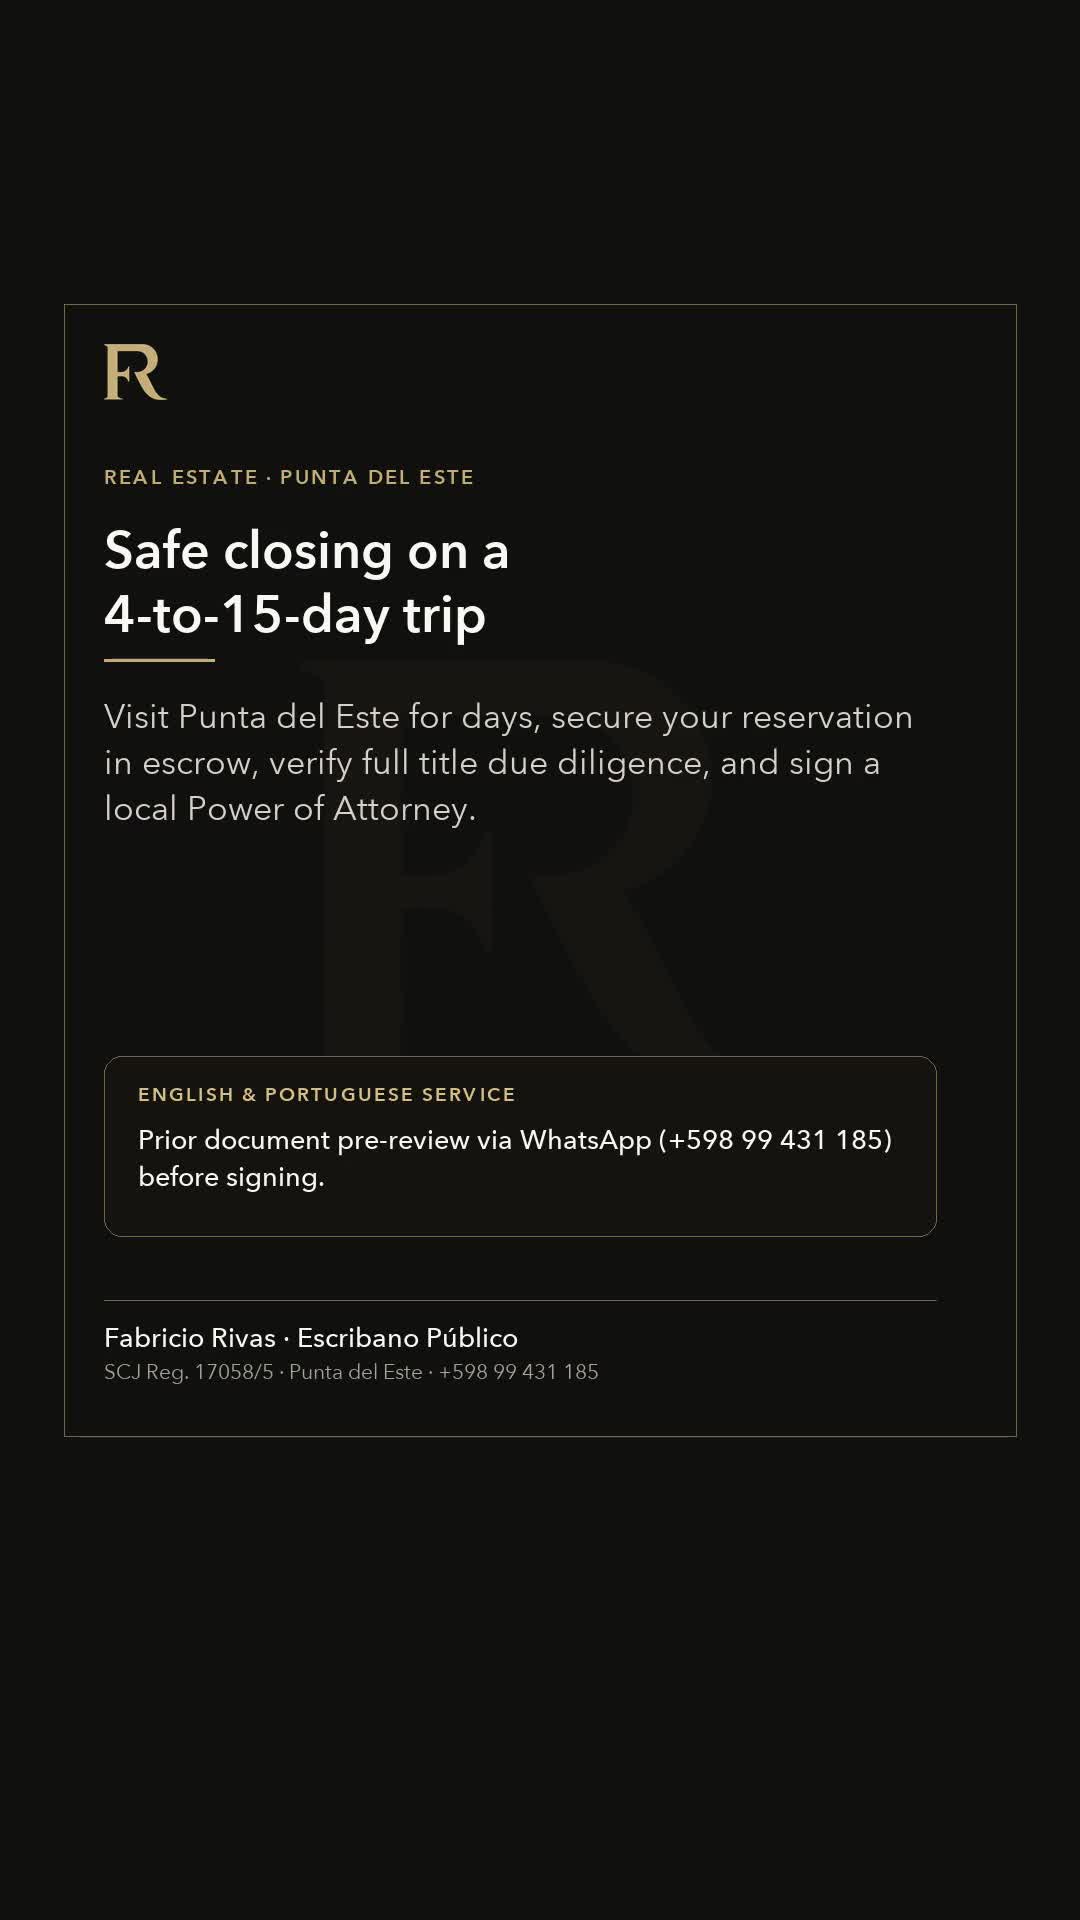 FR
REAL ESTATE · PUNTA DEL ESTE
Safe closing on a
4-to-15-day trip
Visit Punta del Este for days, secure your reservation
in escrow, verify full title due diligence, and sign a
local Power of Attorney.
ENGLISH & PORTUGUESE SERVICE
Prior document pre-review via WhatsApp (+598 99 431 185)
before signing.
Fabricio Rivas · Escribano Público
SCJ Reg. 17058/5 · Punta del Este · +598 99 431 185